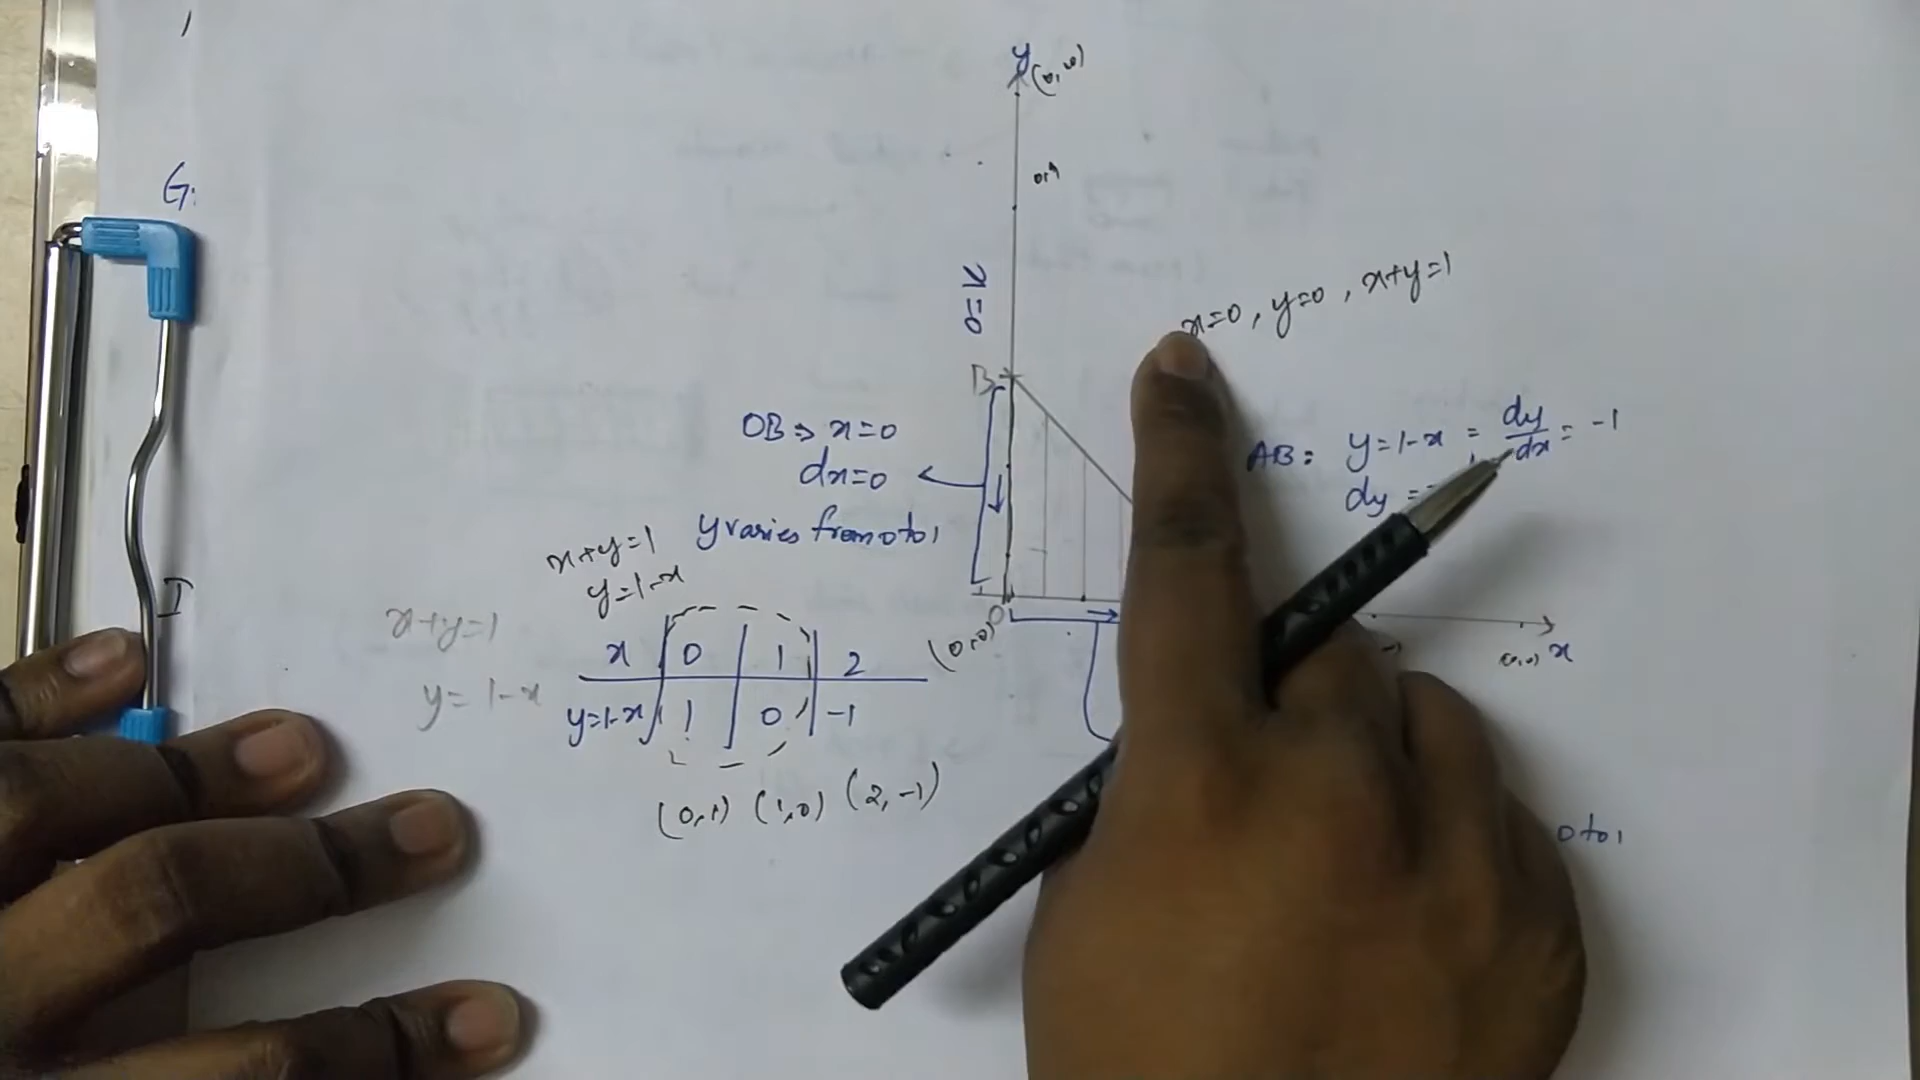 G:
I
y
x=0
x=0, y=0, x+y=1
B
OB ⇒ x=0
dx=0
y varies from 0 to 1
AB: y=1-x = dy/dx = -1
dy =
x+y=1
y=1-x
x+y=1
y= 1-x
x | 0 | 1 | 2
y=1-x | 1 | 0 | -1
(0,1) (1,0) (2,-1)
O
(0,0)
x
0 to 1